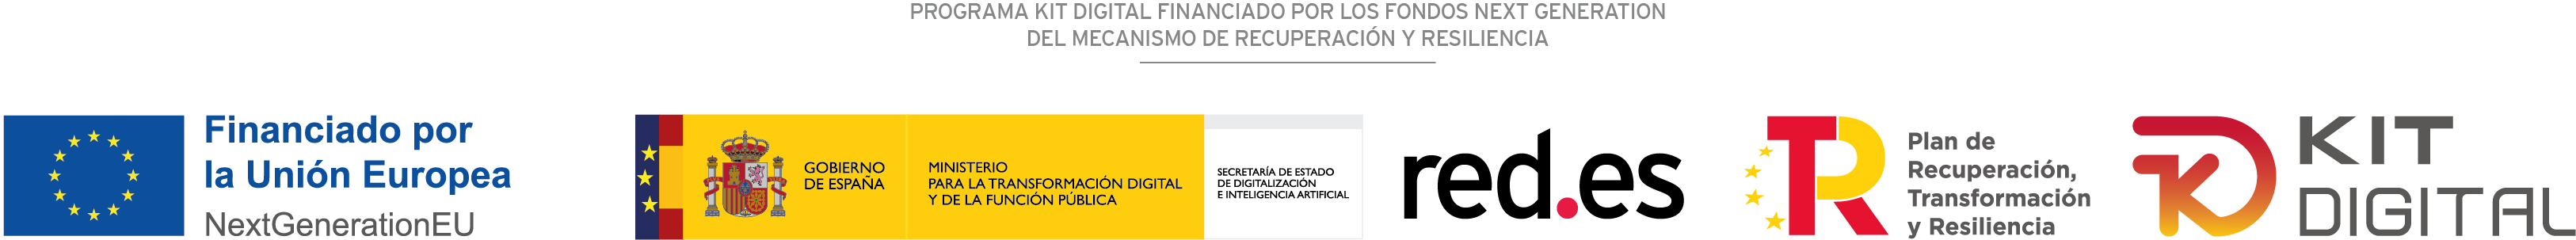 PROGRAMA KIT DIGITAL FINANCIADO POR LOS FONDOS NEXT GENERATION
DEL MECANISMO DE RECUPERACIÓN Y RESILIENCIA
Financiado por
la Unión Europea
NextGenerationEU
GOBIERNO
DE ESPAÑA
MINISTERIO
PARA LA TRANSFORMACIÓN DIGITAL
Y DE LA FUNCIÓN PÚBLICA
SECRETARÍA DE ESTADO
DE DIGITALIZACIÓN
E INTELIGENCIA ARTIFICIAL
red.es
Plan de
Recuperación,
Transformación
y Resiliencia
KIT
DIGITAL